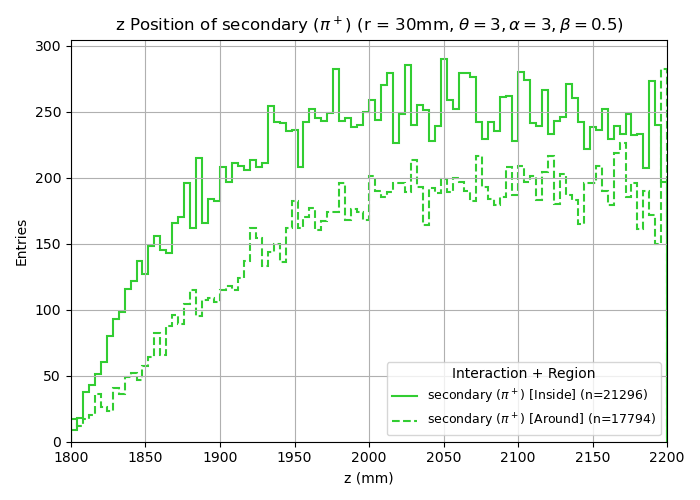 z Position of secondary (π⁺) (r = 30mm, θ = 3, α = 3, β = 0.5)
300
250
200
150
100
50
0
Entries
1800 1850 1900 1950 2000 2050 2100 2150 2200
z (mm)
Interaction + Region
secondary (π⁺) [Inside] (n=21296)
secondary (π⁺) [Around] (n=17794)